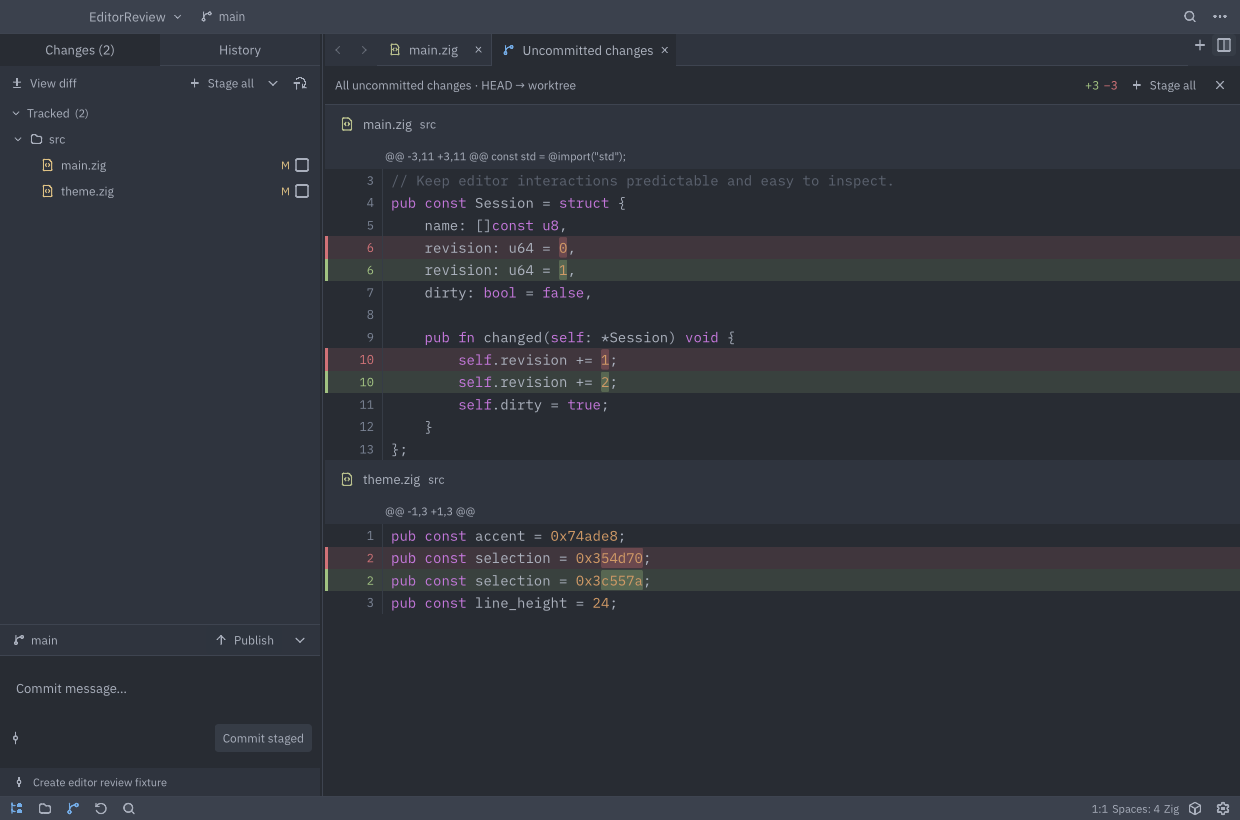 EditorReview main
Changes (2) History
main.zig Uncommitted changes
View diff Stage all
All uncommitted changes · HEAD → worktree +3 −3 Stage all
Tracked (2)
src
main.zig M
theme.zig M
main.zig src
@@ -3,11 +3,11 @@ const std = @import("std");
3 // Keep editor interactions predictable and easy to inspect.
4 pub const Session = struct {
5     name: []const u8,
6     revision: u64 = 0,
6     revision: u64 = 1,
7     dirty: bool = false,
8
9     pub fn changed(self: *Session) void {
10         self.revision += 1;
10         self.revision += 2;
11         self.dirty = true;
12     }
13 };
theme.zig src
@@ -1,3 +1,3 @@
1 pub const accent = 0x74ade8;
2 pub const selection = 0x354d70;
2 pub const selection = 0x3c557a;
3 pub const line_height = 24;
main Publish
Commit message...
Commit staged
Create editor review fixture
1:1 Spaces: 4 Zig